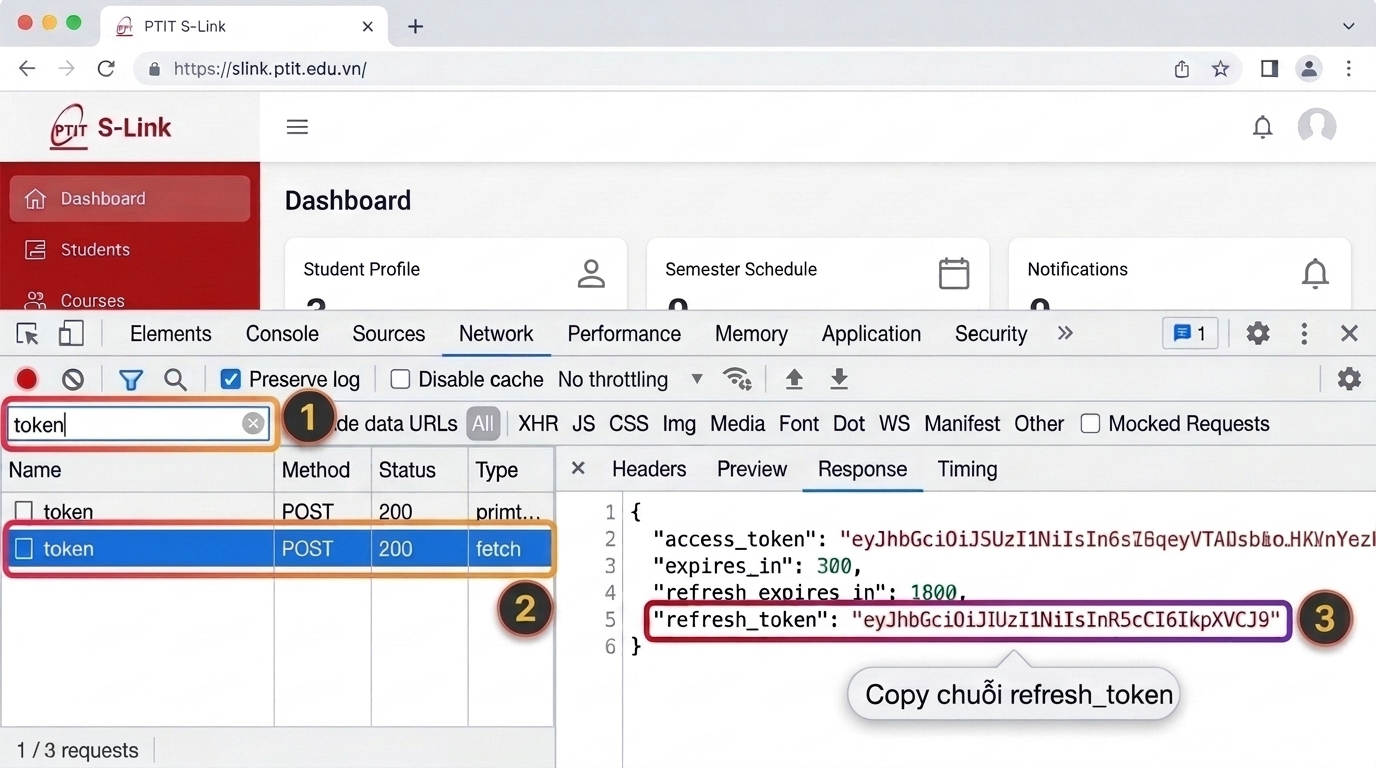 PTIT S-Link
https://slink.ptit.edu.vn/
PTIT S-Link
Dashboard
Students
Courses
Dashboard
Student Profile
Semester Schedule
Notifications
Elements Console Sources Network Performance Memory Application Security 1
Preserve log Disable cache No throttling
token 1 de data URLs All XHR JS CSS Img Media Font Dot WS Manifest Other Mocked Requests
Name Method Status Type
token POST 200 primt...
token POST 200 fetch
2
1 / 3 requests
Headers Preview Response Timing
1 {
2 "access_token":
3 "expires_in": 300,
4 "refresh_expires_in": 1800,
5 "refresh_token": "eyJhbGciOiJIUzI1NiIsInR5cCI6IkpXVCJ9" 3
6 }
Copy chuỗi refresh_token